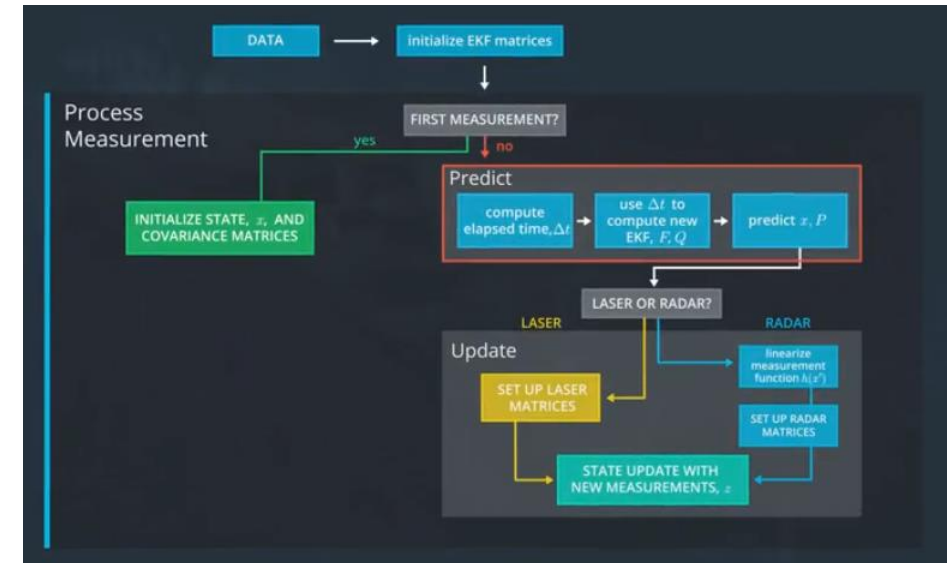 DATA
initialize EKF matrices
Process
Measurement
FIRST MEASUREMENT?
yes
no
INITIALIZE STATE, x, AND
COVARIANCE MATRICES
Predict
compute
elapsed time, Δt
use Δt to
compute new
EKF, F, Q
predict x, P
LASER OR RADAR?
LASER
RADAR
Update
linearize
measurement
function h(x′)
SET UP LASER
MATRICES
SET UP RADAR
MATRICES
STATE UPDATE WITH
NEW MEASUREMENTS, z